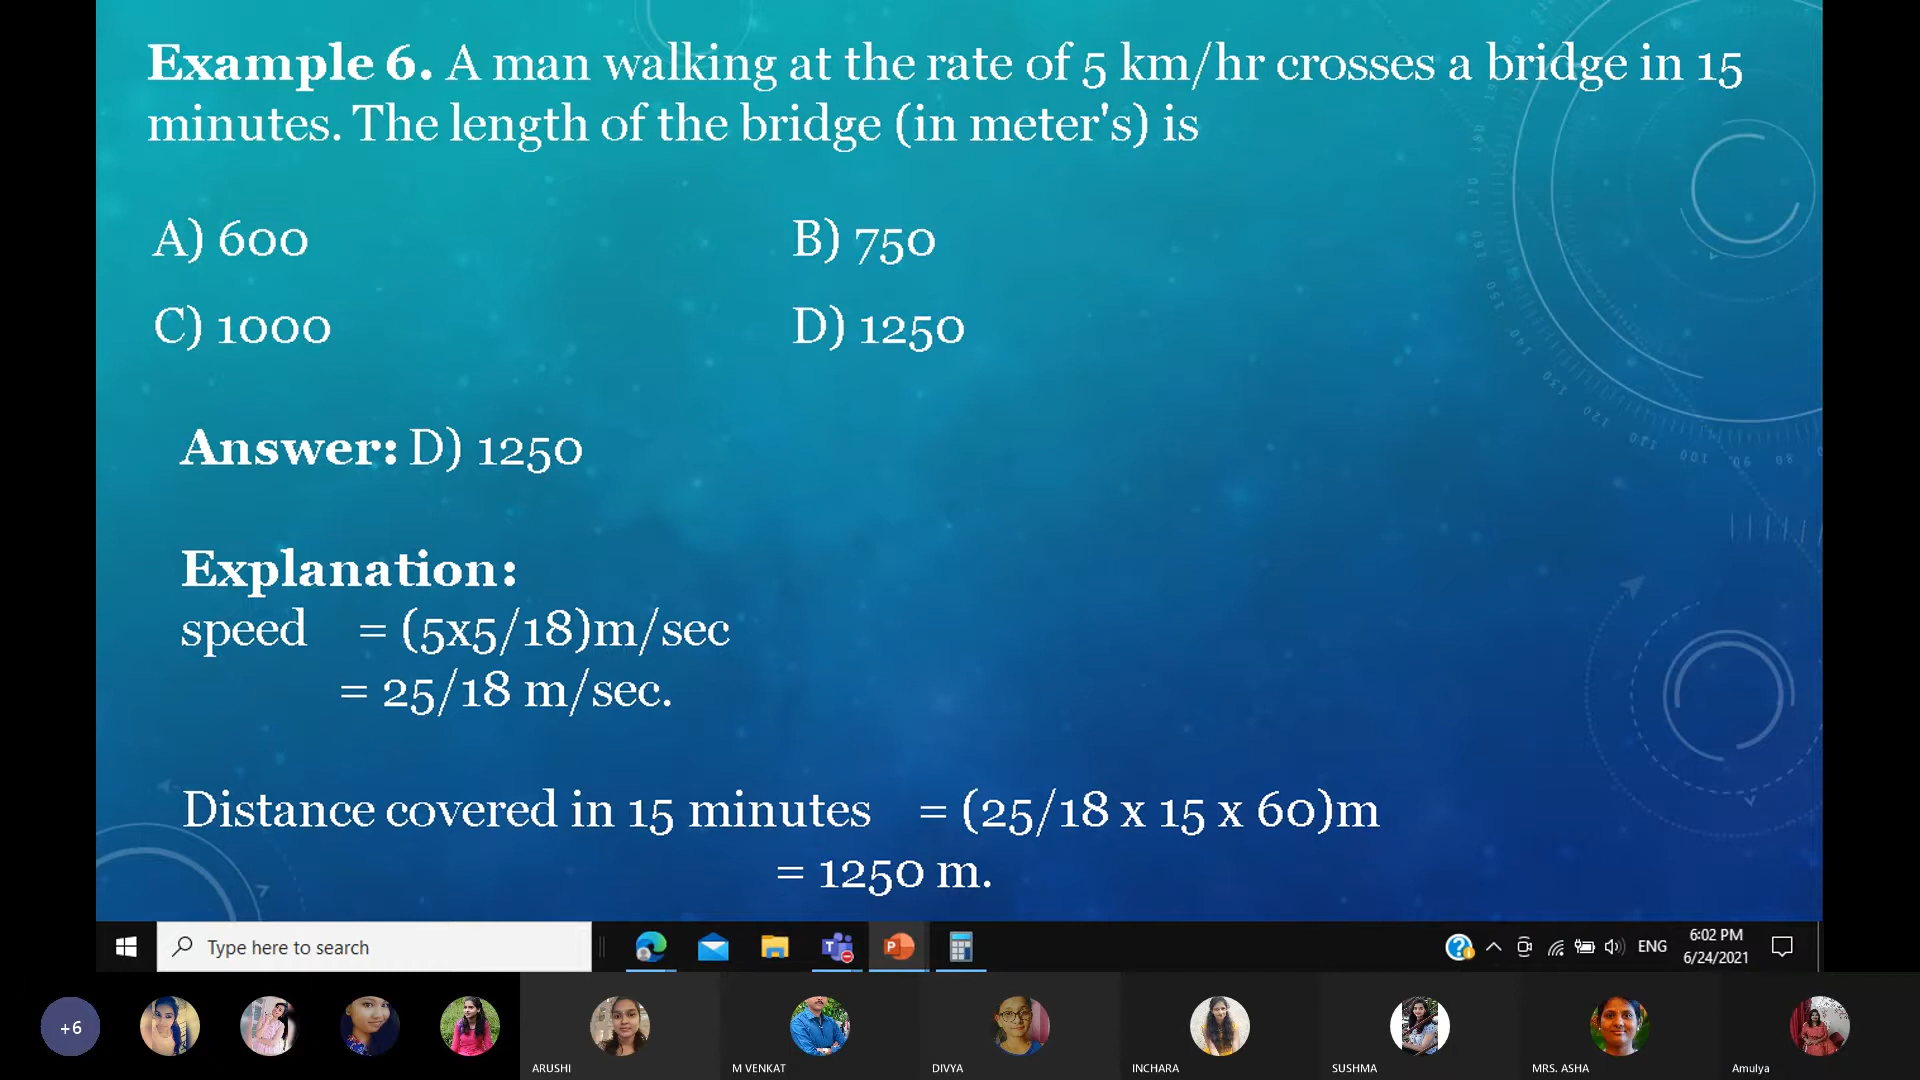 Example 6. A man walking at the rate of 5 km/hr crosses a bridge in 15
minutes. The length of the bridge (in meter's) is
A) 600
B) 750
C) 1000
D) 1250
Answer: D) 1250
Explanation:
speed = (5x5/18)m/sec
= 25/18 m/sec.
Distance covered in 15 minutes = (25/18 x 15 x 60)m
= 1250 m.
Type here to search
ENG
6:02 PM
6/24/2021
+6
ARUSHI
M VENKAT
DIVYA
INCHARA
SUSHMA
MRS. ASHA
Amulya